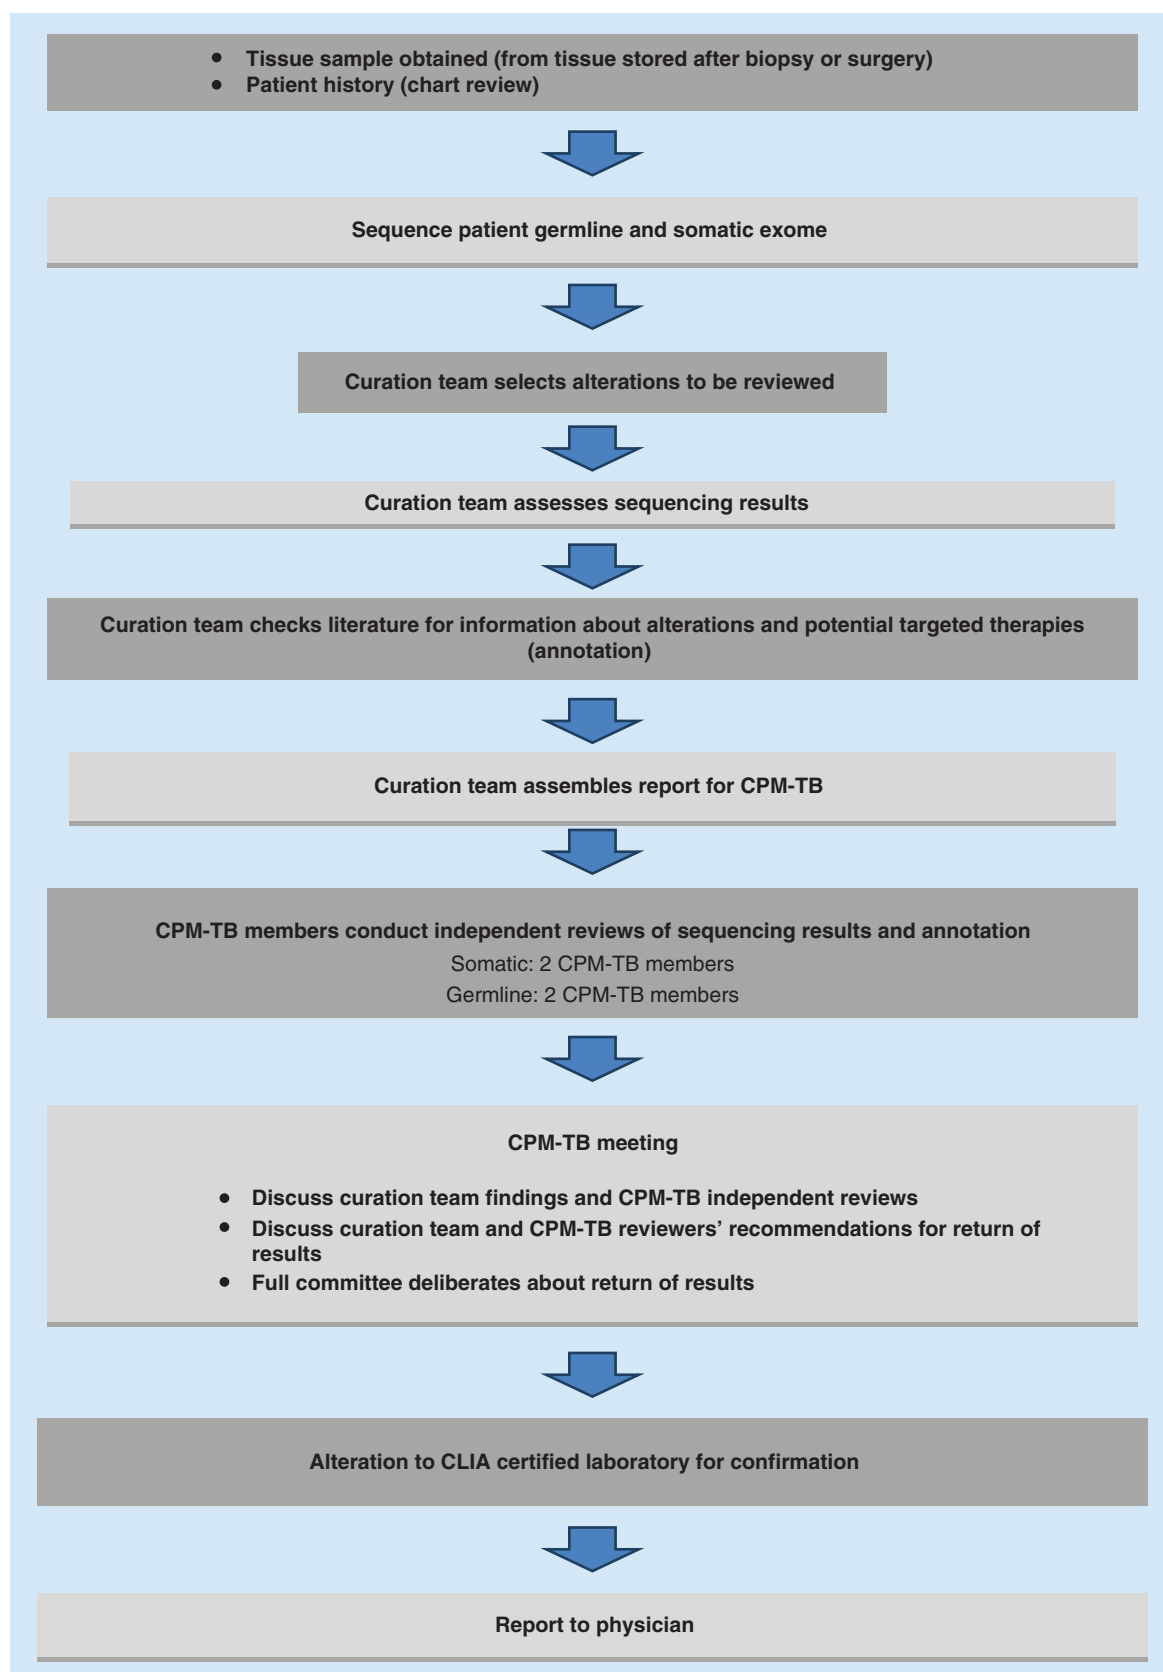 • Tissue sample obtained (from tissue stored after biopsy or surgery)
• Patient history (chart review)
Sequence patient germline and somatic exome
Curation team selects alterations to be reviewed
Curation team assesses sequencing results
Curation team checks literature for information about alterations and potential targeted therapies
(annotation)
Curation team assembles report for CPM-TB
CPM-TB members conduct independent reviews of sequencing results and annotation
Somatic: 2 CPM-TB members
Germline: 2 CPM-TB members
CPM-TB meeting
• Discuss curation team findings and CPM-TB independent reviews
• Discuss curation team and CPM-TB reviewers’ recommendations for return of
results
• Full committee deliberates about return of results
Alteration to CLIA certified laboratory for confirmation
Report to physician